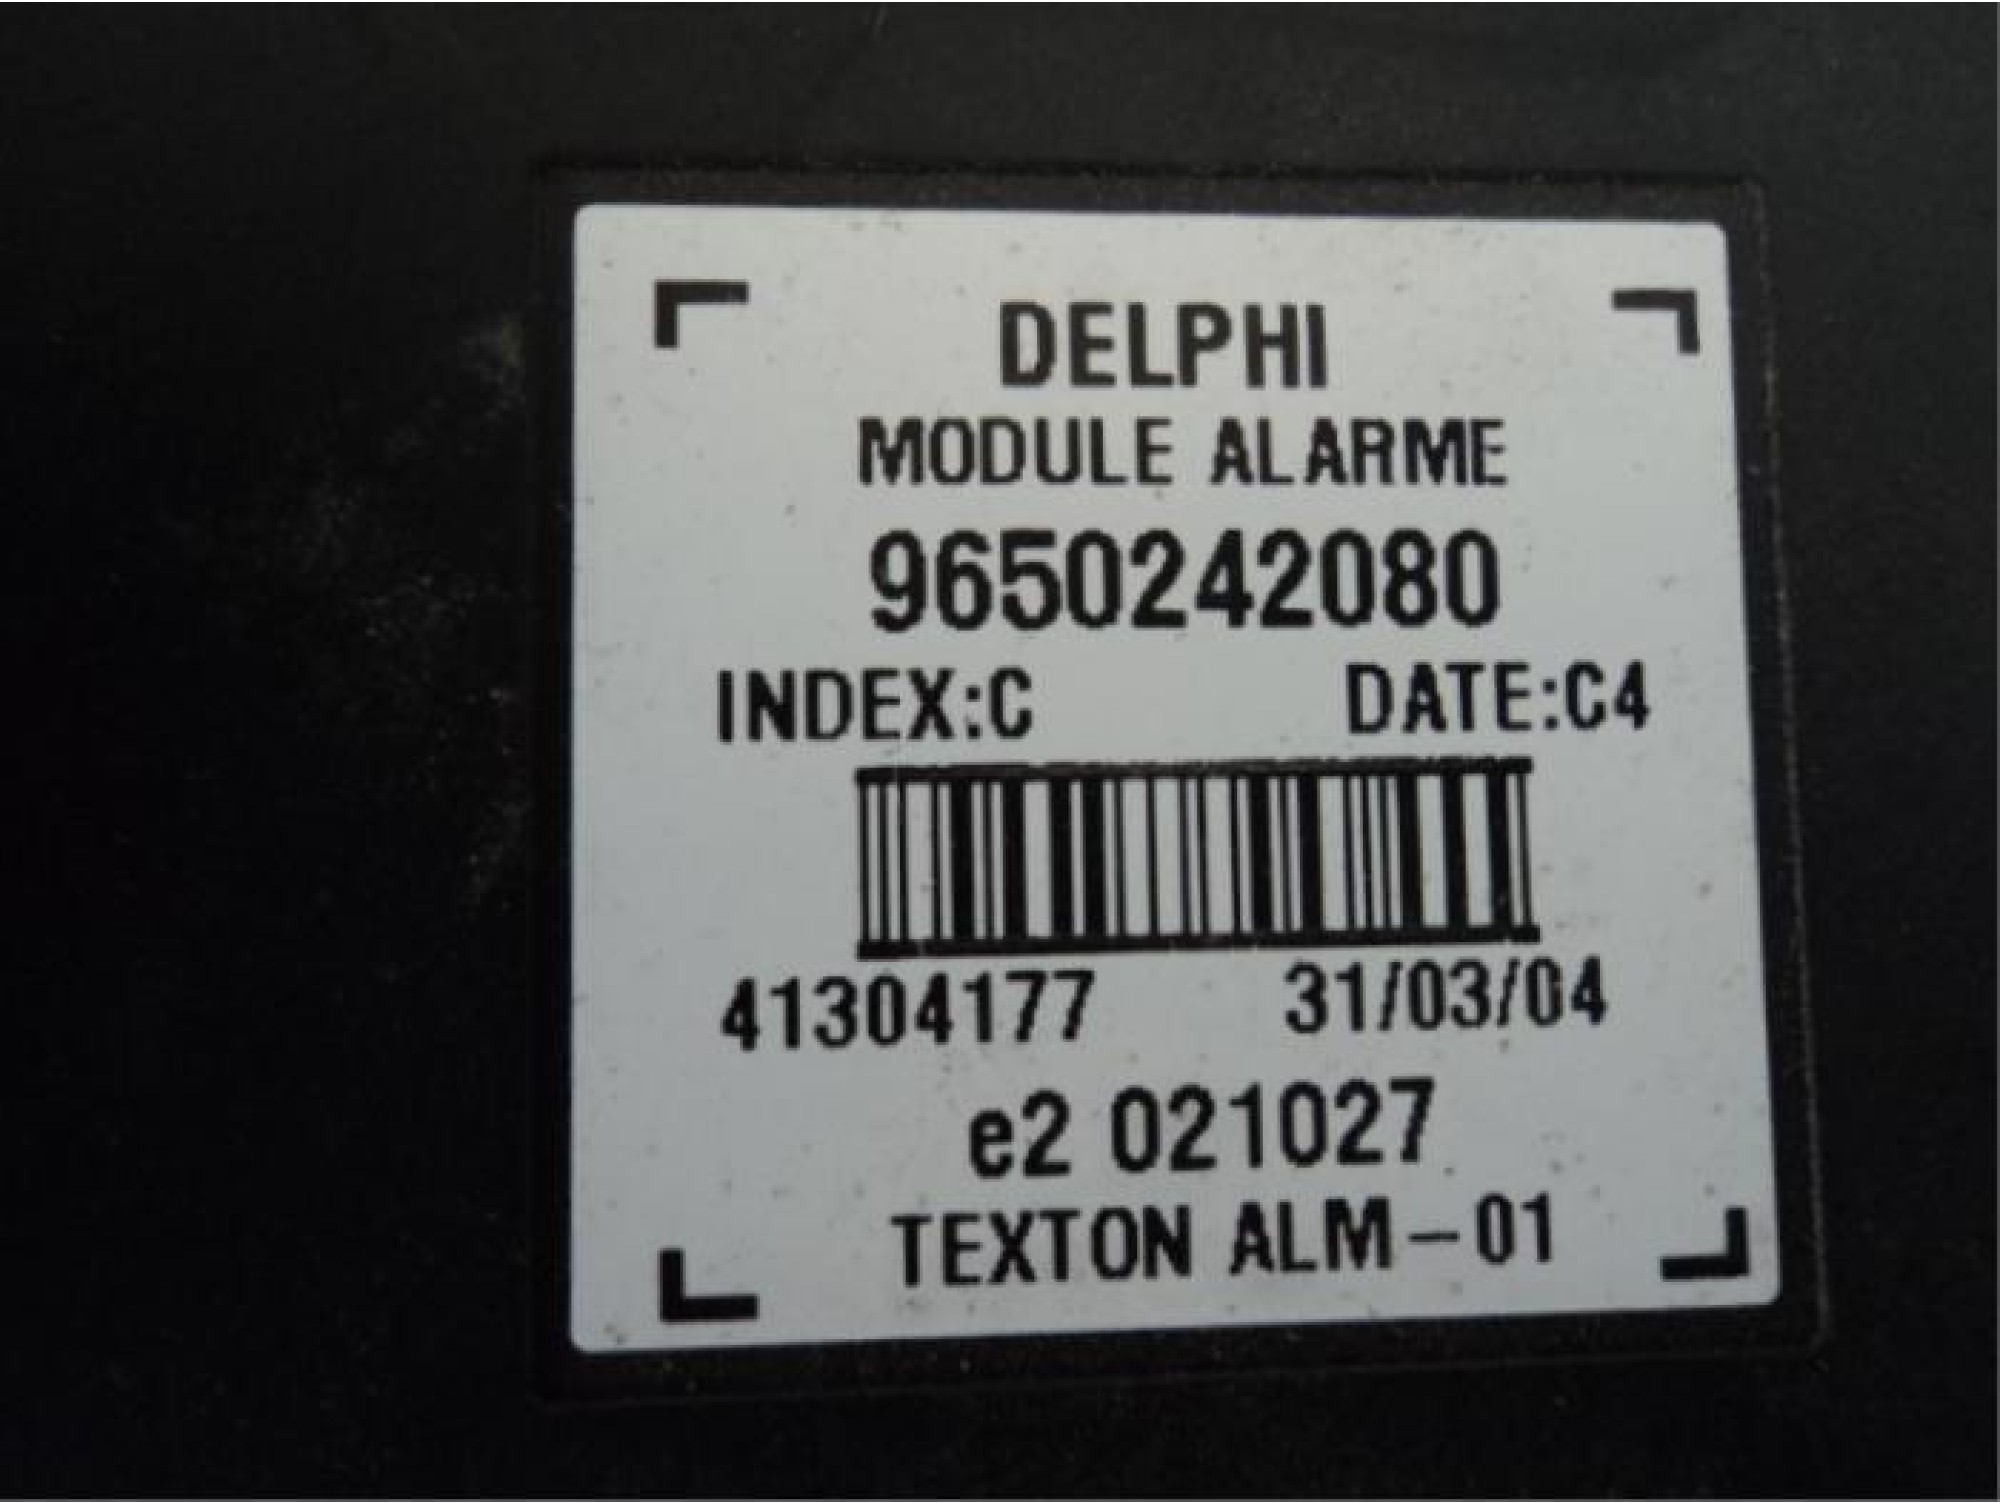 DELPHI
MODULE ALARME
9650242080
INDEX:C DATE:C4
41304177 31/03/04
e2 021027
TEXTON ALM-01